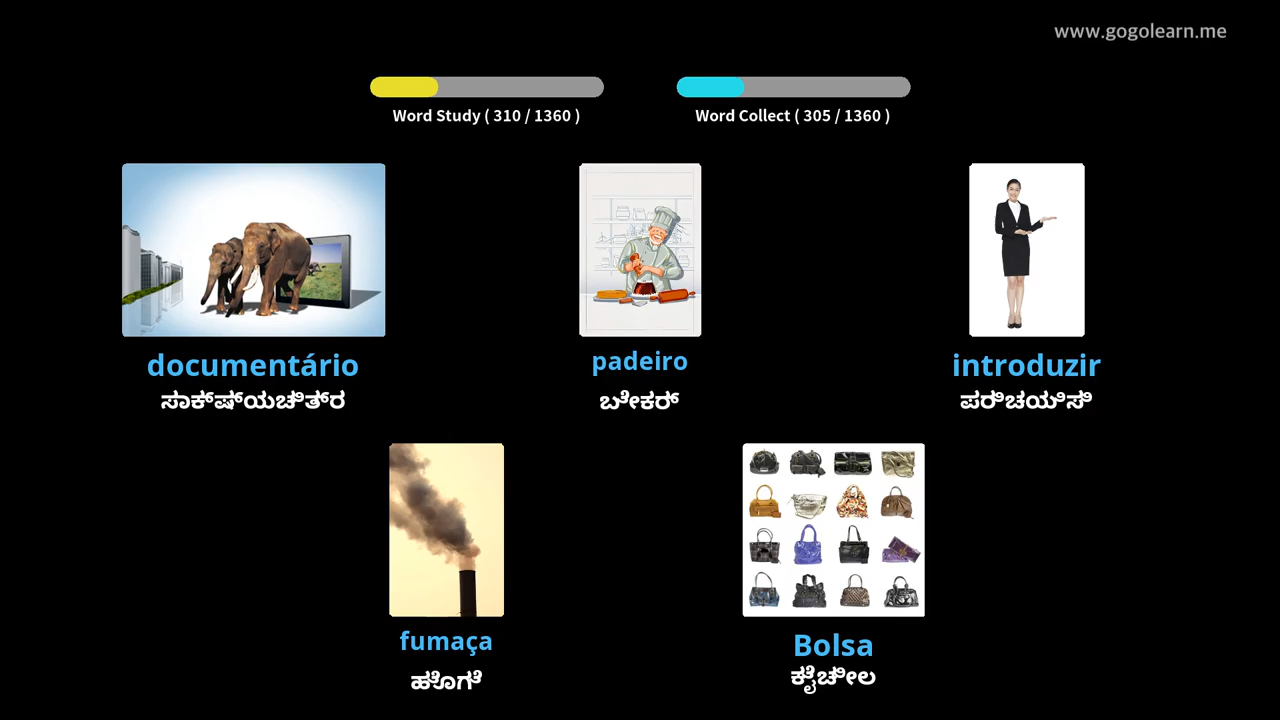 www.gogolearn.me
Word Study ( 310 / 1360 )
Word Collect ( 305 / 1360 )
documentário
ಸಾಕ್ಷ್ಯಚಿತ್ರ
padeiro
ಬೇಕರ್
introduzir
ಪರಿಚಯಿಸಿ
fumaça
ಹೊಗೆ
Bolsa
ಕೈಚೀಲ